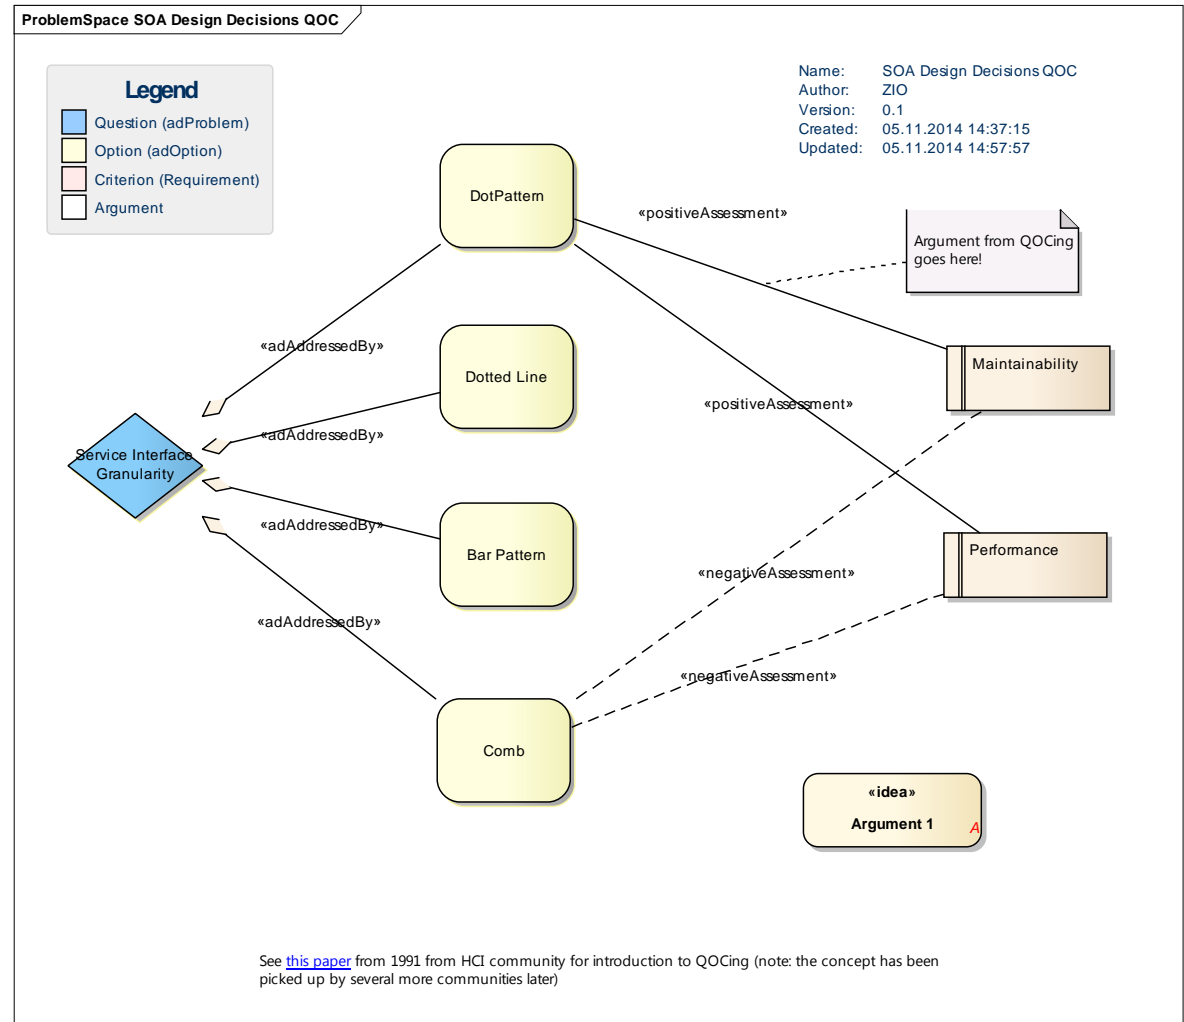 ProblemSpace SOA Design Decisions QOC
Legend
Question (adProblem)
Option (adOption)
Criterion (Requirement)
Argument
Name: SOA Design Decisions QOC
Author: ZIO
Version: 0.1
Created: 05.11.2014 14:37:15
Updated: 05.11.2014 14:57:57
DotPattern
«positiveAssessment»
Argument from QOCing
goes here!
«adAddressedBy»
Dotted Line
Maintainability
«positiveAssessment»
«adAddressedBy»
Service Interface
Granularity
«adAddressedBy»
Bar Pattern
Performance
«negativeAssessment»
«adAddressedBy»
«negativeAssessment»
Comb
«idea»
Argument 1
A
See this paper from 1991 from HCI community for introduction to QOCing (note: the concept has been
picked up by several more communities later)